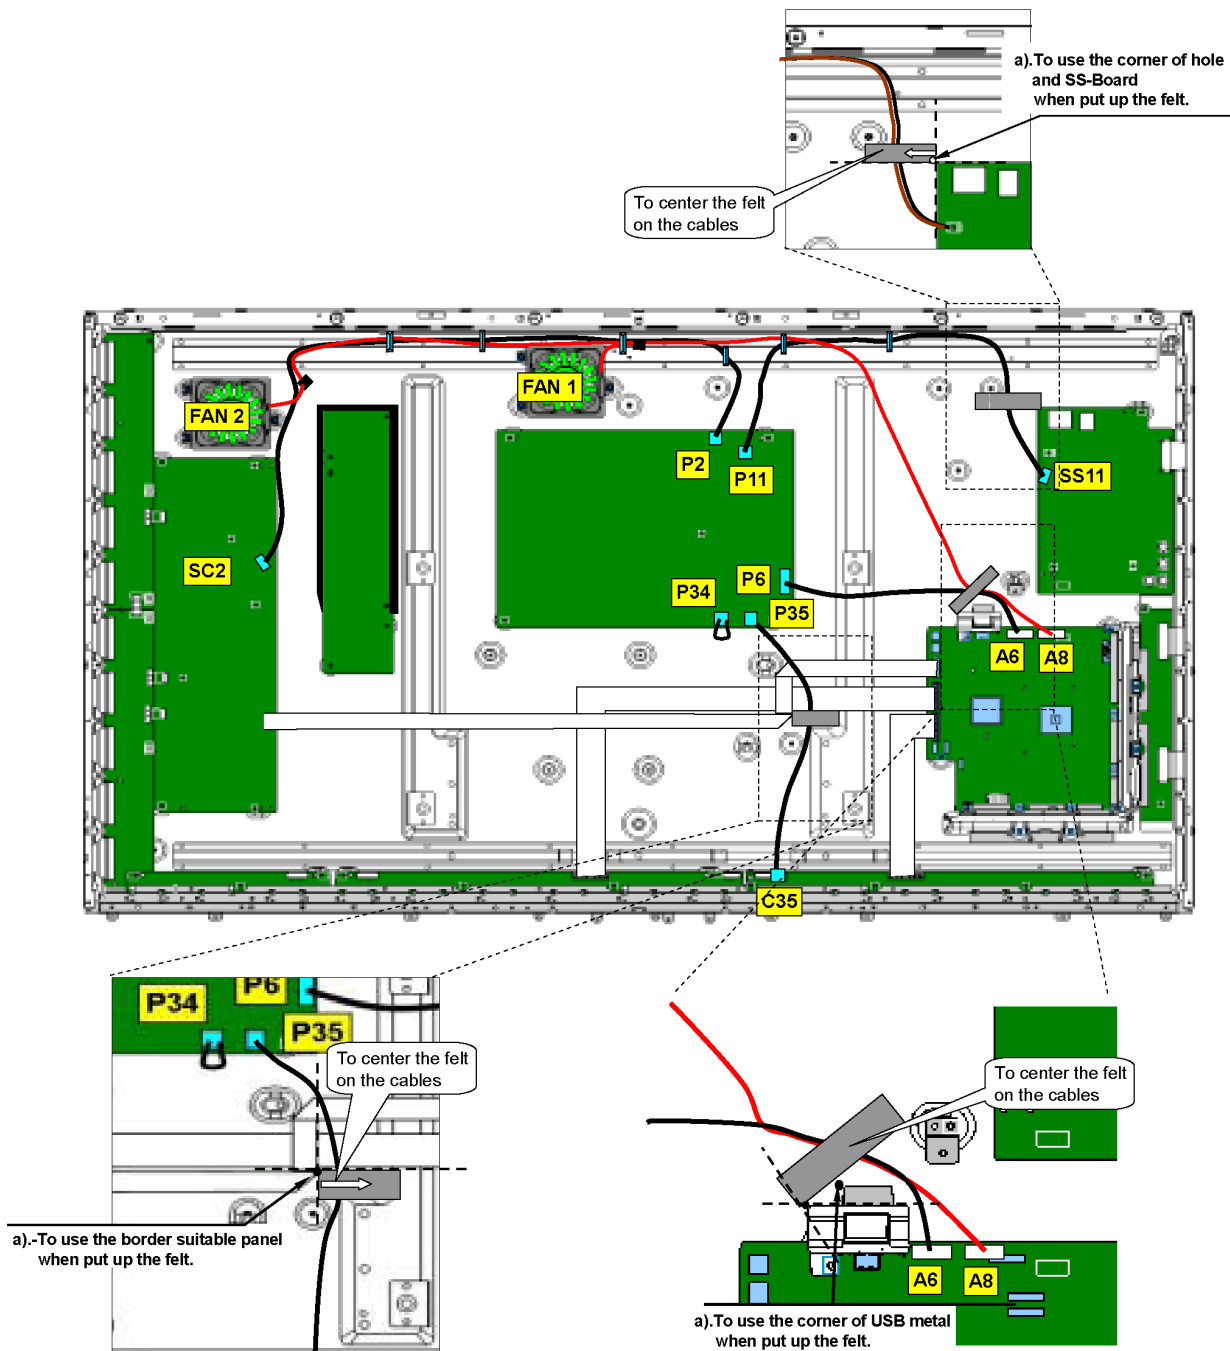 a).To use the corner of hole
and SS-Board
when put up the felt.
To center the felt
on the cables
FAN 1
FAN 2
P2
P11
SS11
SC2
P6
P34
P35
A6
A8
C35
P34
P6
P35
To center the felt
on the cables
a).-To use the border suitable panel
when put up the felt.
To center the felt
on the cables
A6
A8
a).To use the corner of USB metal
when put up the felt.